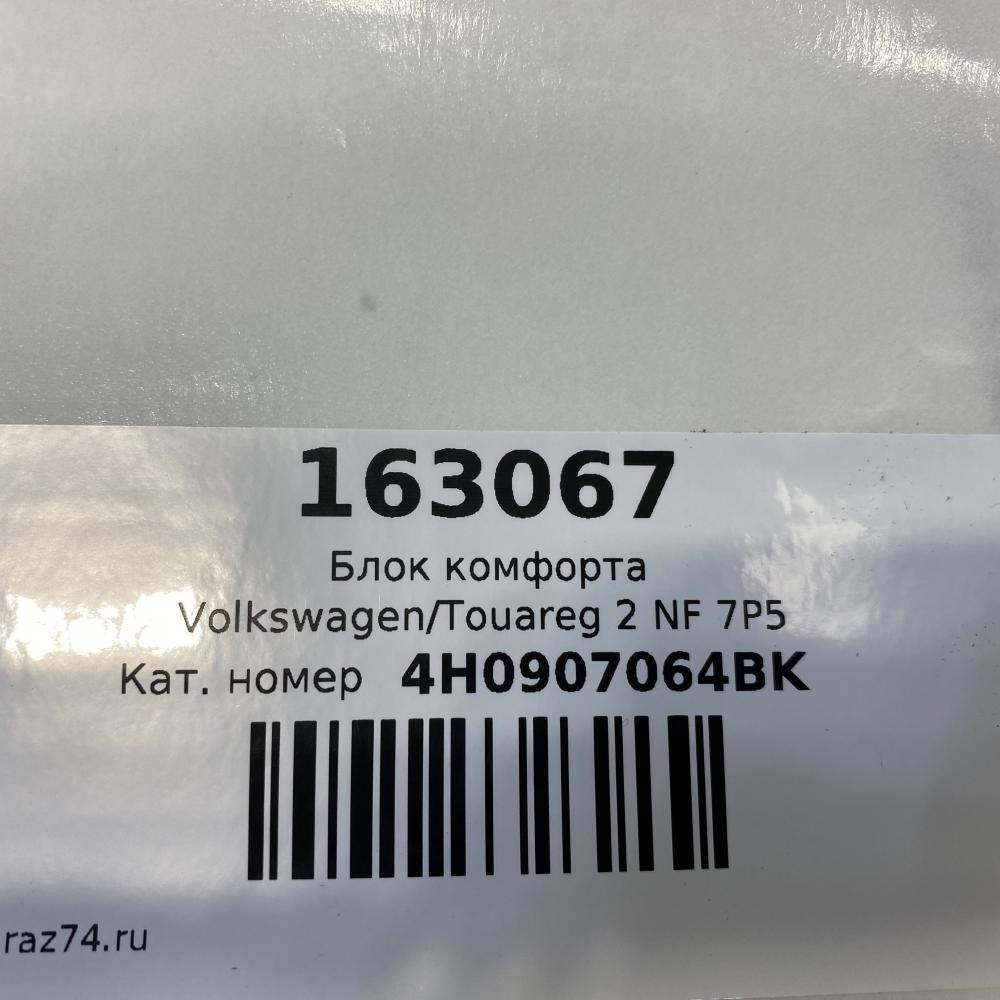 163067
Блок комфорта
Volkswagen/Touareg 2 NF 7P5
Кат. номер 4H0907064BK
raz74.ru